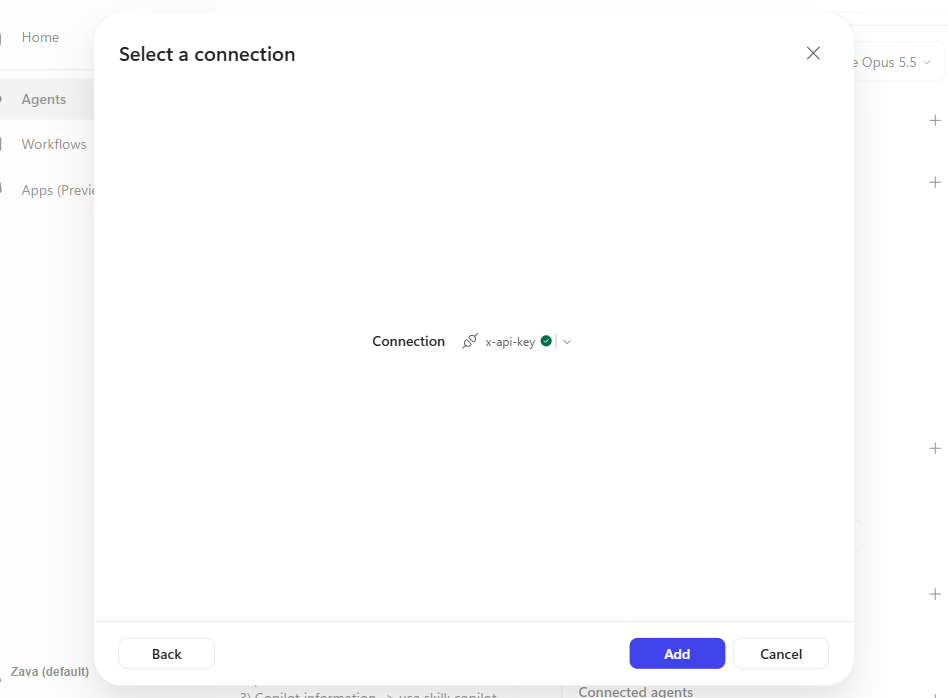 Home
Select a connection
Opus 5.5
Agents
Workflows
Apps
Connection x-api-key
Back
Add
Cancel
Zava (default)
3) Copilot information -> use skill: copilot
Connected agents